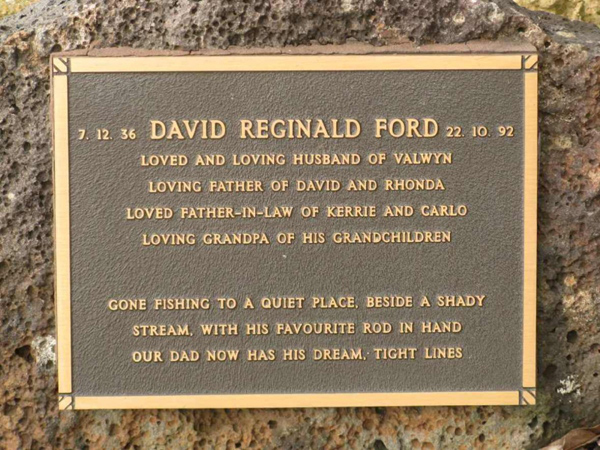 7. 12. 36 DAVID REGINALD FORD 22. 10. 92
LOVED AND LOVING HUSBAND OF VALWYN
LOVING FATHER OF DAVID AND RHONDA
LOVED FATHER-IN-LAW OF KERRIE AND CARLO
LOVING GRANDPA OF HIS GRANDCHILDREN
GONE FISHING TO A QUIET PLACE, BESIDE A SHADY
STREAM, WITH HIS FAVOURITE ROD IN HAND
OUR DAD NOW HAS HIS DREAM, TIGHT LINES